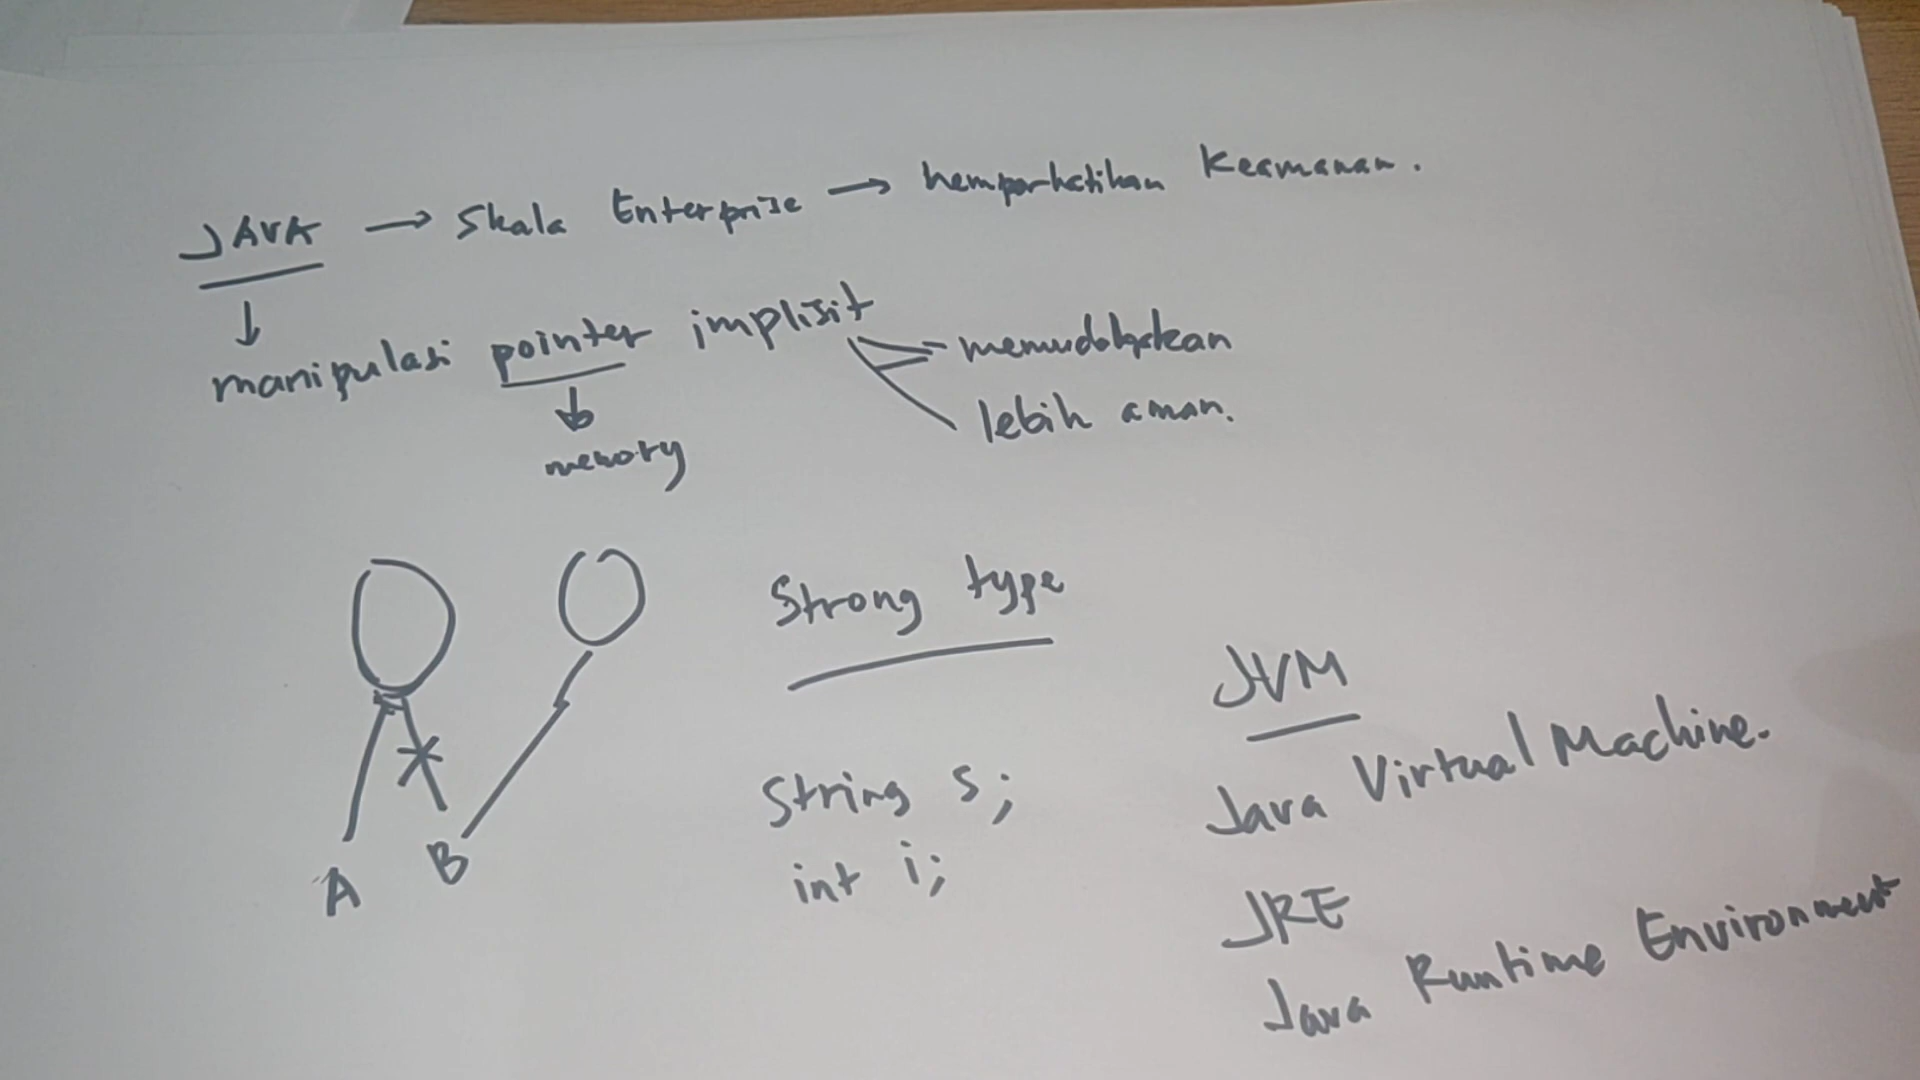 JAVA → Skala Enterprise → memperhatikan Keamanan.
↓
manipulasi pointer implisit
- memudahkan
lebih aman.
↓
memory
A B
Strong type
String s;
int i;
JVM
Java Virtual Machine.
JRE
Java Runtime Environment